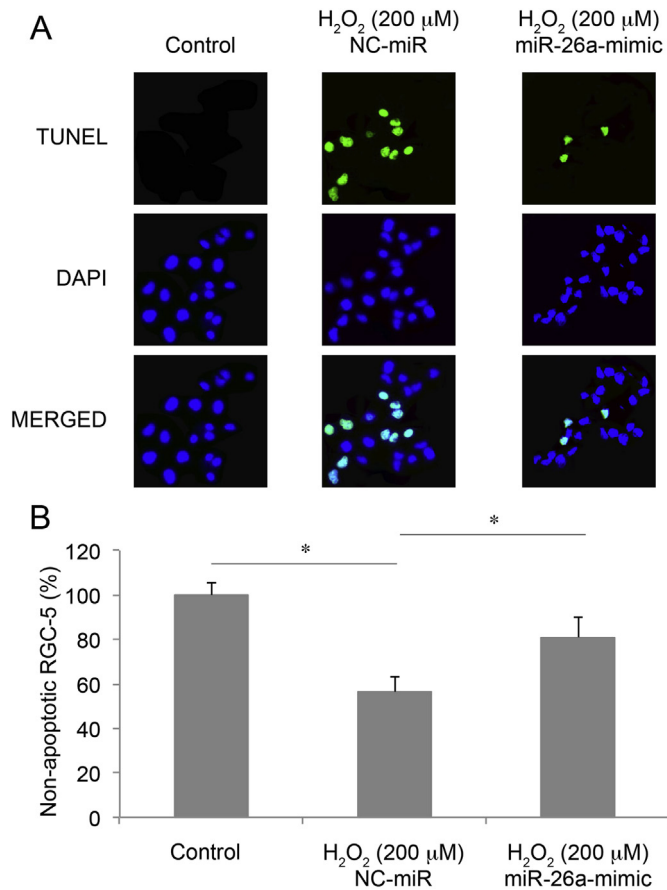 A
Control
H₂O₂ (200 μM)
NC-miR
H₂O₂ (200 μM)
miR-26a-mimic
TUNEL
DAPI
MERGED
B
Non-apoptotic RGC-5 (%)
120
100
80
60
40
20
0
*
*
Control
H₂O₂ (200 μM)
NC-miR
H₂O₂ (200 μM)
miR-26a-mimic